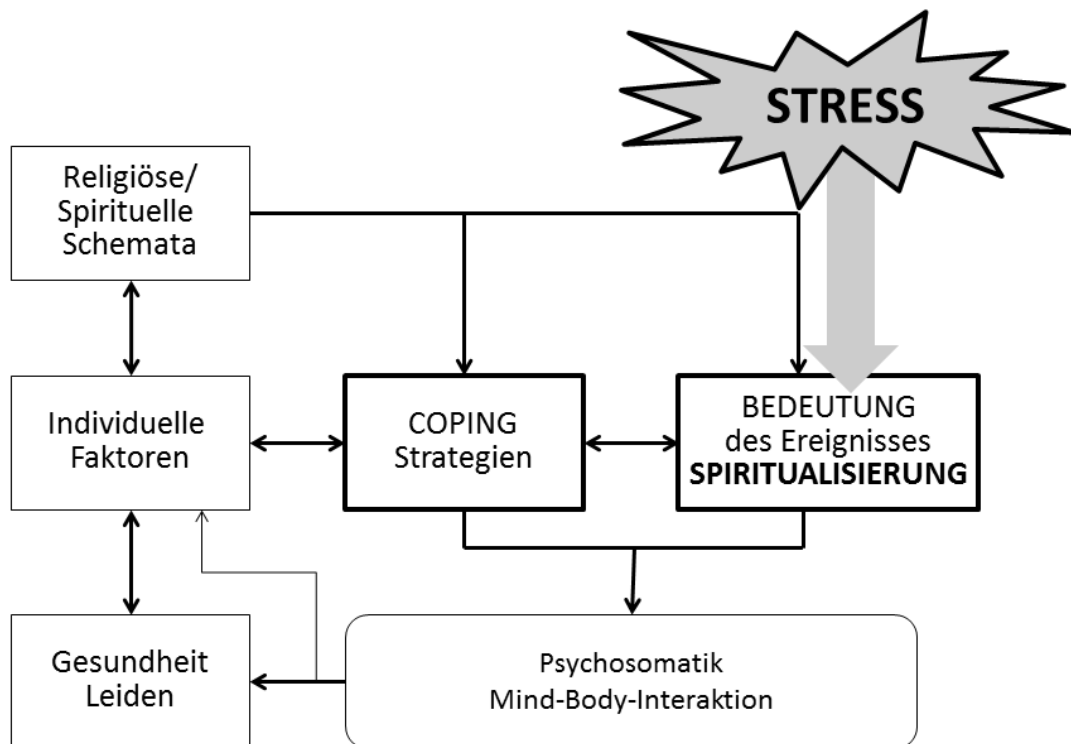 STRESS
Religiöse/
Spirituelle
Schemata
Individuelle
Faktoren
COPING
Strategien
BEDEUTUNG
des Ereignisses
SPIRITUALISIERUNG
Gesundheit
Leiden
Psychosomatik
Mind-Body-Interaktion